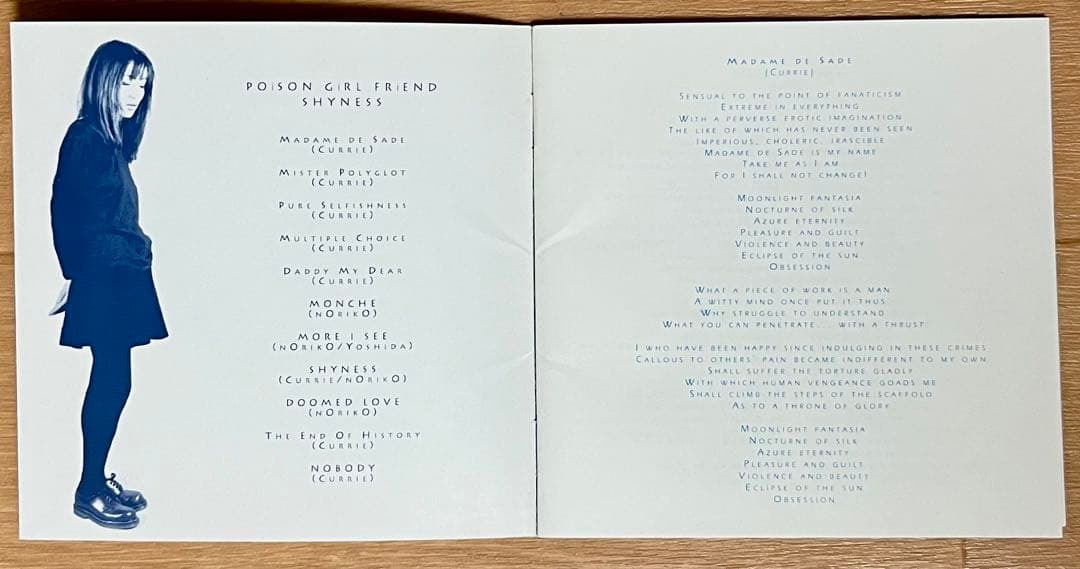 POiSON GiRL FRiEND
SHYNESS
Madame de Sade
(Currie)
Mister Polyglot
(Currie)
Pure Selfishness
(Currie)
Multiple Choice
(Currie)
Daddy My Dear
(Currie)
MONCHE
(nORikO)
MORE I SEE
(nORikO/Yoshida)
SHYNESS
(Currie/nORikO)
DOOMED LOVE
(nORikO)
The End Of History
(Currie)
NOBODY
(Currie)
Madame de Sade
(Currie)
Sensual to the point of fanaticism
Extreme in everything
With a perverse erotic imagination
The like of which has never been seen
Imperious, choleric, irascible
Madame de Sade is my name
Take me as I am
For I shall not change!
Moonlight fantasia
Nocturne of silk
Azure eternity
Pleasure and guilt
Violence and beauty
Eclipse of the sun
Obsession
What a piece of work is a man
A witty mind once put it thus
Why struggle to understand
What you can penetrate... with a thrust
I who have been happy since indulging in these crimes
Callous to others' pain became indifferent to my own
Shall suffer the torture gladly
With which human vengeance goads me
Shall climb the steps of the scaffold
As to a throne of glory
Moonlight fantasia
Nocturne of silk
Azure eternity
Pleasure and guilt
Violence and beauty
Eclipse of the sun
Obsession